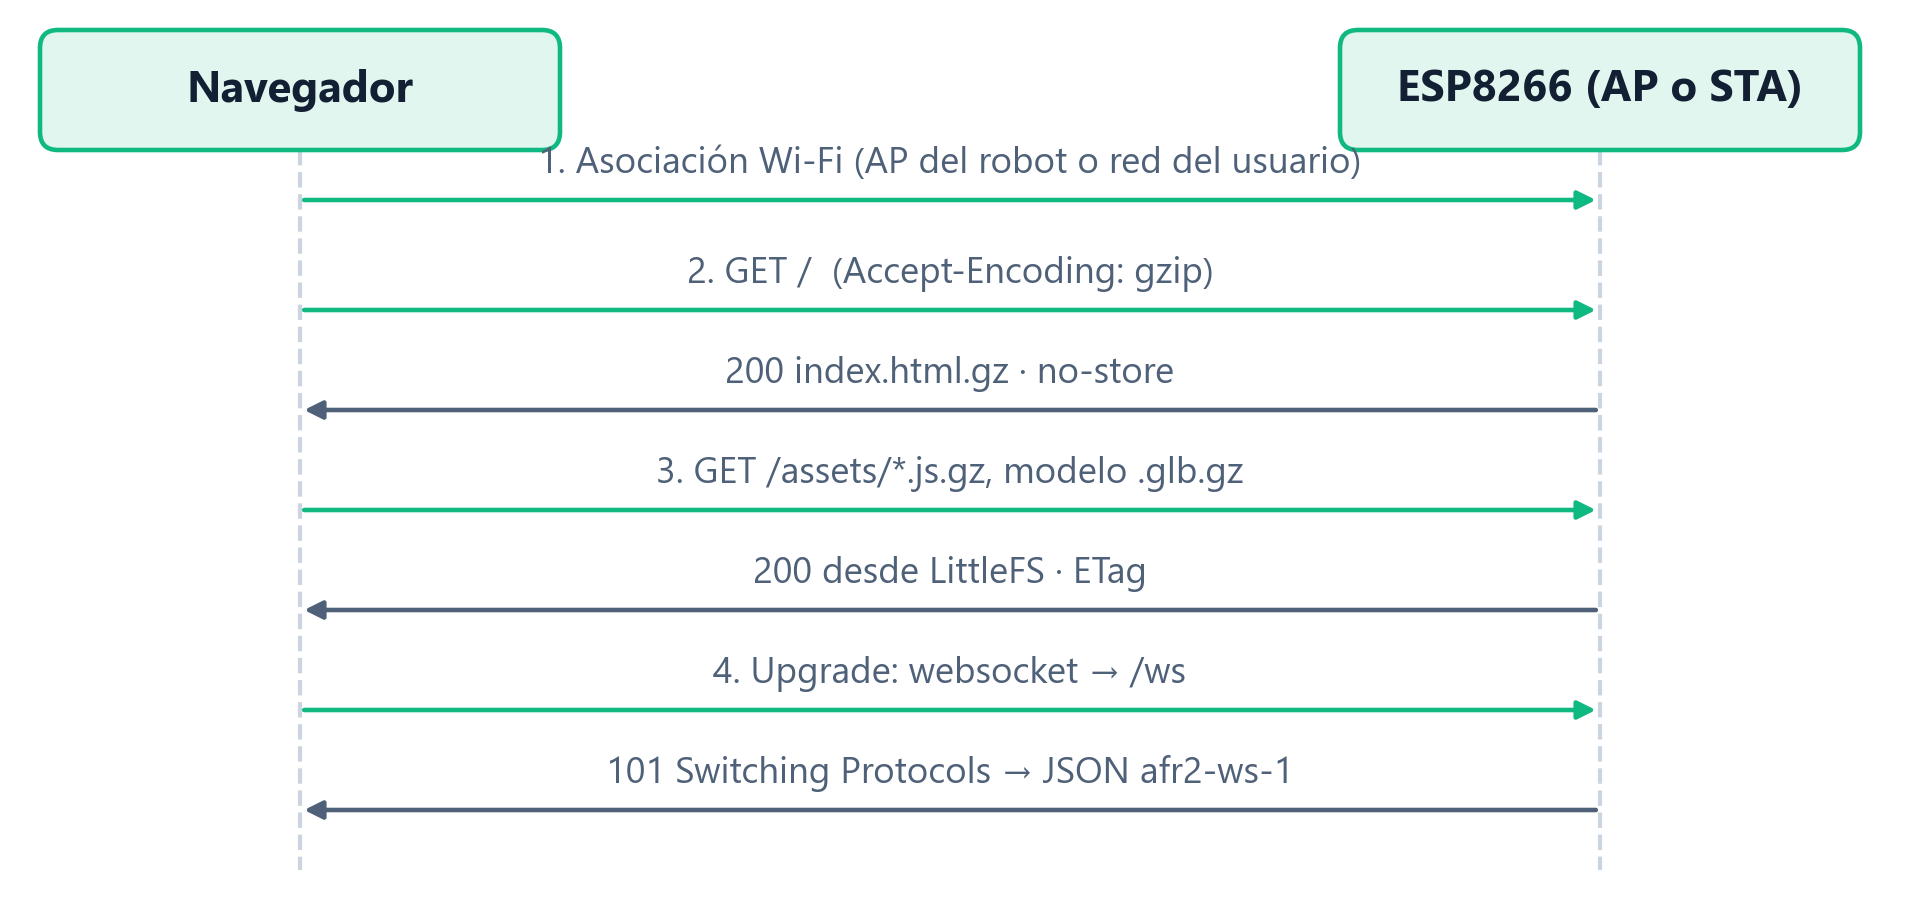 Navegador
ESP8266 (AP o STA)
1. Asociación Wi-Fi (AP del robot o red del usuario)
2. GET /  (Accept-Encoding: gzip)
200 index.html.gz · no-store
3. GET /assets/*.js.gz, modelo .glb.gz
200 desde LittleFS · ETag
4. Upgrade: websocket → /ws
101 Switching Protocols → JSON afr2-ws-1